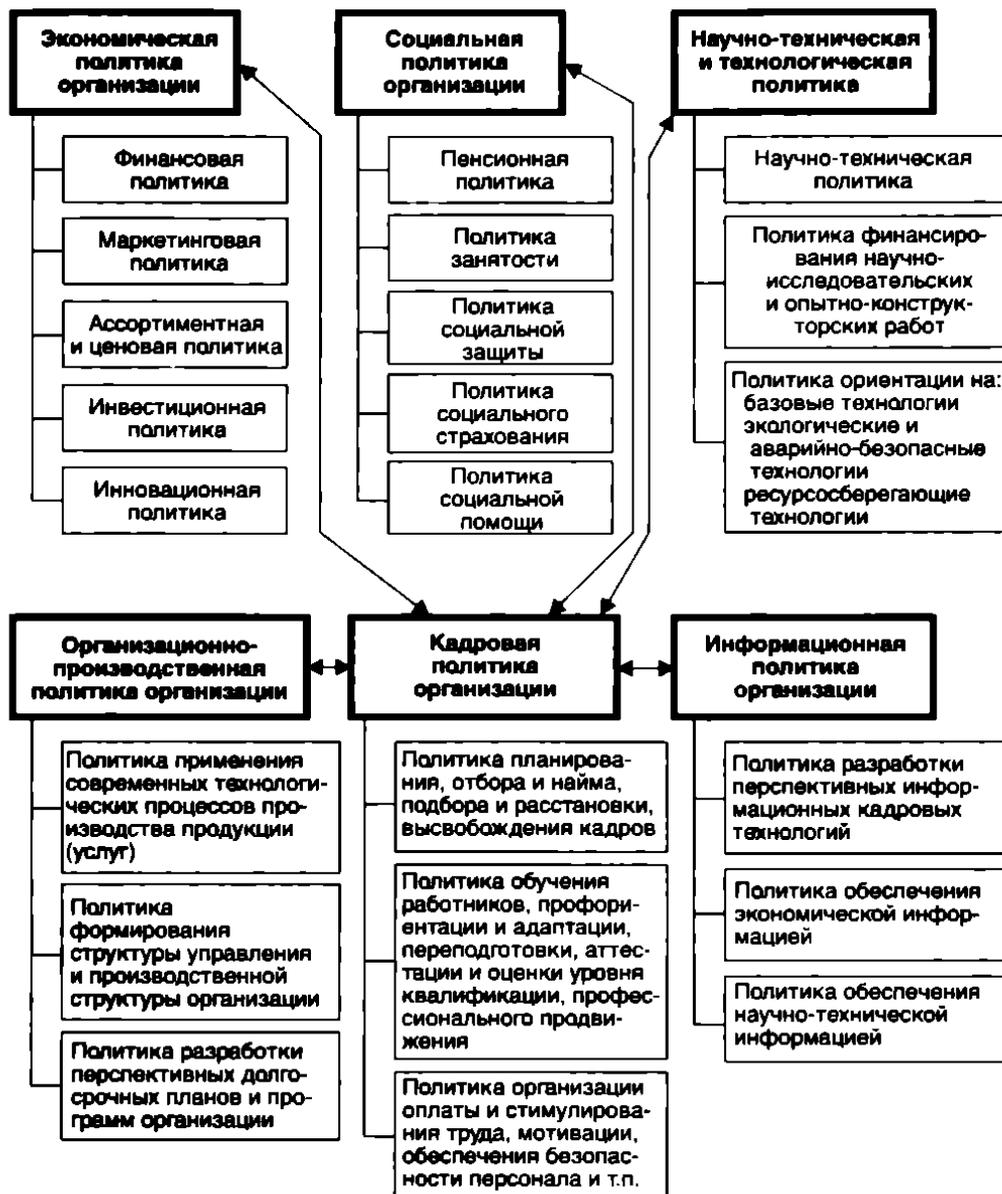 Экономическая
политика
организации
Финансовая
политика
Маркетинговая
политика
Ассортиментная
и ценовая политика
Инвестиционная
политика
Инновационная
политика
Социальная
политика
организации
Пенсионная
политика
Политика
занятости
Политика
социальной
защиты
Политика
социального
страхования
Политика
социальной
помощи
Научно-техническая
и технологическая
политика
Научно-техническая
политика
Политика финансиро-
вания научно-
исследовательских
и опытно-конструк-
торских работ
Политика ориентации на:
базовые технологии
экологические и
аварийно-безопасные
технологии
ресурсосберегающие
технологии
Организационно-
производственная
политика организации
Политика применения
современных технологи-
ческих процессов про-
изводства продукции
(услуг)
Политика
формирования
структуры управления
и производственной
структуры организации
Политика разработки
перспективных долго-
срочных планов и про-
грамм организации
Кадровая
политика
организации
Политика планирова-
ния, отбора и найма,
подбора и расстановки,
высвобождения кадров
Политика обучения
работников, профори-
ентации и адаптации,
переподготовки, аттес-
тации и оценки уровня
квалификации, профес-
сионального продви-
жения
Политика организации
оплаты и стимулирова-
ния труда, мотивации,
обеспечения безопас-
ности персонала и т.п.
Информационная
политика
организации
Политика разработки
перспективных инфор-
мационных кадровых
технологий
Политика обеспечения
экономической инфор-
мацией
Политика обеспечения
научно-технической
информацией